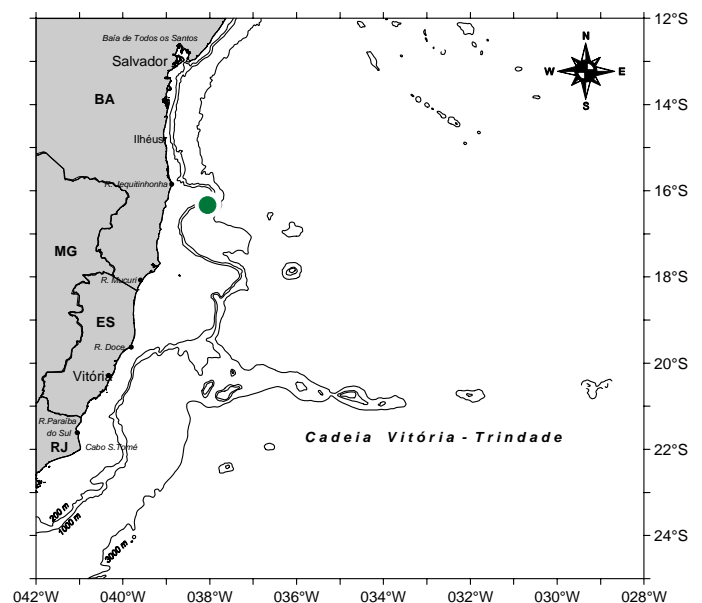 12°S
Baía de Todos os Santos
N
Salvador
W
E
S
BA
14°S
Ilhéus
R. Jequitinhonha
16°S
MG
18°S
R. Mucuri
ES
R. Doce
20°S
Vitória
R.Paraíba
do Sul
Cadeia Vitória - Trindade
RJ
Cabo S.Tomé
22°S
200 m
1000 m
3000 m
24°S
042°W 040°W 038°W 036°W 034°W 032°W 030°W 28°W